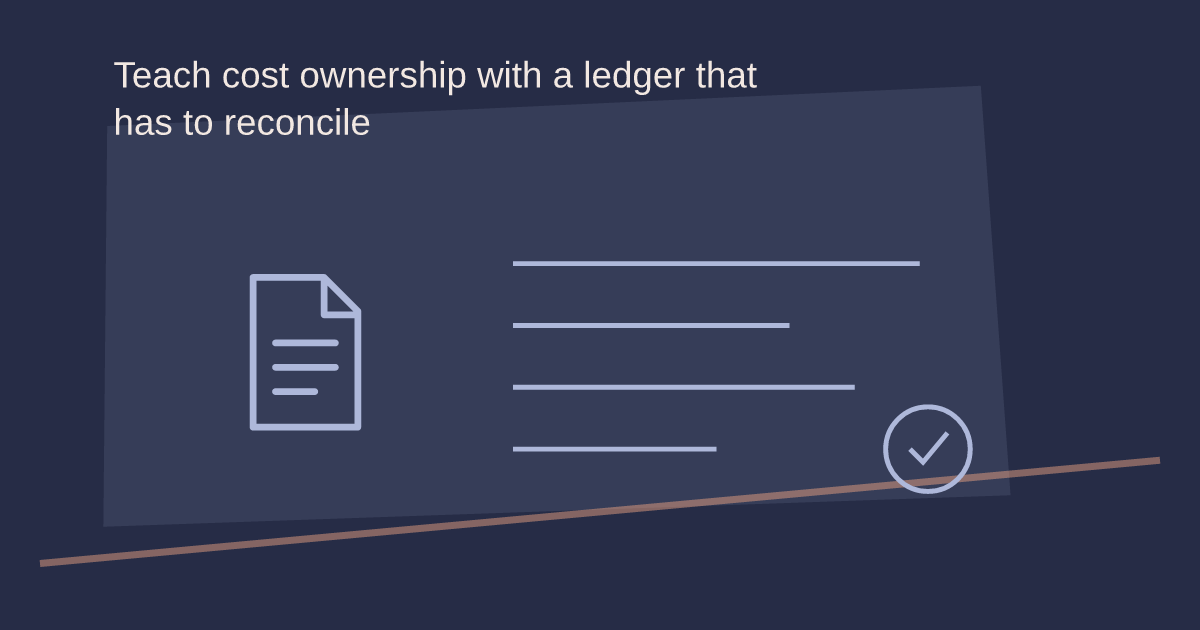 Teach cost ownership with a ledger that
has to reconcile